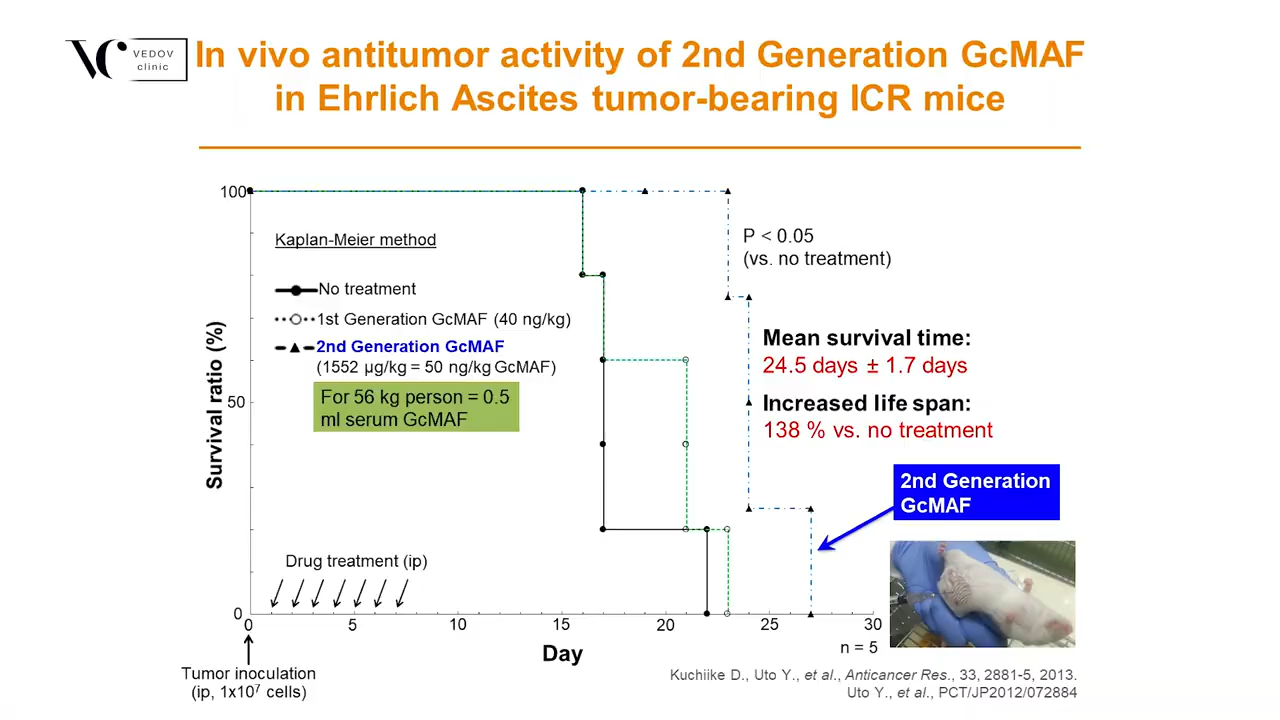 VC
VEDOV
clinic
In vivo antitumor activity of 2nd Generation GcMAF
in Ehrlich Ascites tumor-bearing ICR mice
100
50
0
Survival ratio (%)
Kaplan-Meier method
No treatment
1st Generation GcMAF (40 ng/kg)
2nd Generation GcMAF
(1552 µg/kg = 50 ng/kg GcMAF)
For 56 kg person = 0.5
ml serum GcMAF
P < 0.05
(vs. no treatment)
Mean survival time:
24.5 days ± 1.7 days
Increased life span:
138 % vs. no treatment
2nd Generation
GcMAF
Drug treatment (ip)
0 5 10 15 20 25 30
Day
n = 5
Tumor inoculation
(ip, 1x10⁷ cells)
Kuchiike D., Uto Y., et al., Anticancer Res., 33, 2881-5, 2013.
Uto Y., et al., PCT/JP2012/072884